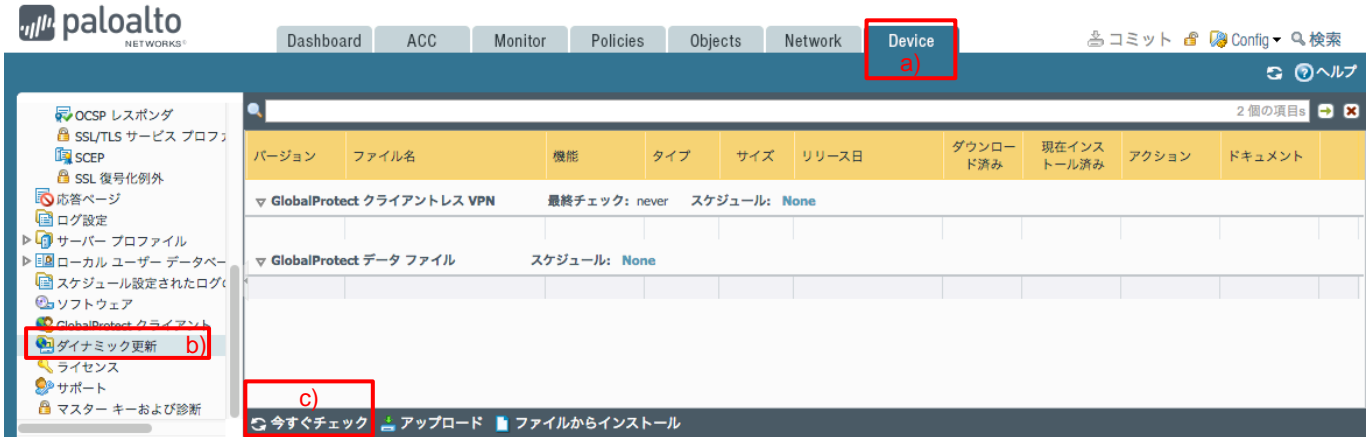 paloalto
NETWORKS®
Dashboard ACC Monitor Policies Objects Network Device コミット Config 検索
a)
ヘルプ
OCSP レスポンダ
SSL/TLS サービス プロファ
SCEP
SSL 復号化例外
応答ページ
ログ設定
サーバー プロファイル
ローカル ユーザー データベー
スケジュール設定されたログの
ソフトウェア
GlobalProtect クライアント
ダイナミック更新 b)
ライセンス
サポート
マスター キーおよび診断
2 個の項目s
バージョン ファイル名 機能 タイプ サイズ リリース日 ダウンロー
ド済み 現在インス
トール済み アクション ドキュメント
GlobalProtect クライアントレス VPN 最終チェック: never スケジュール: None
GlobalProtect データ ファイル スケジュール: None
c)
今すぐチェック アップロード ファイルからインストール